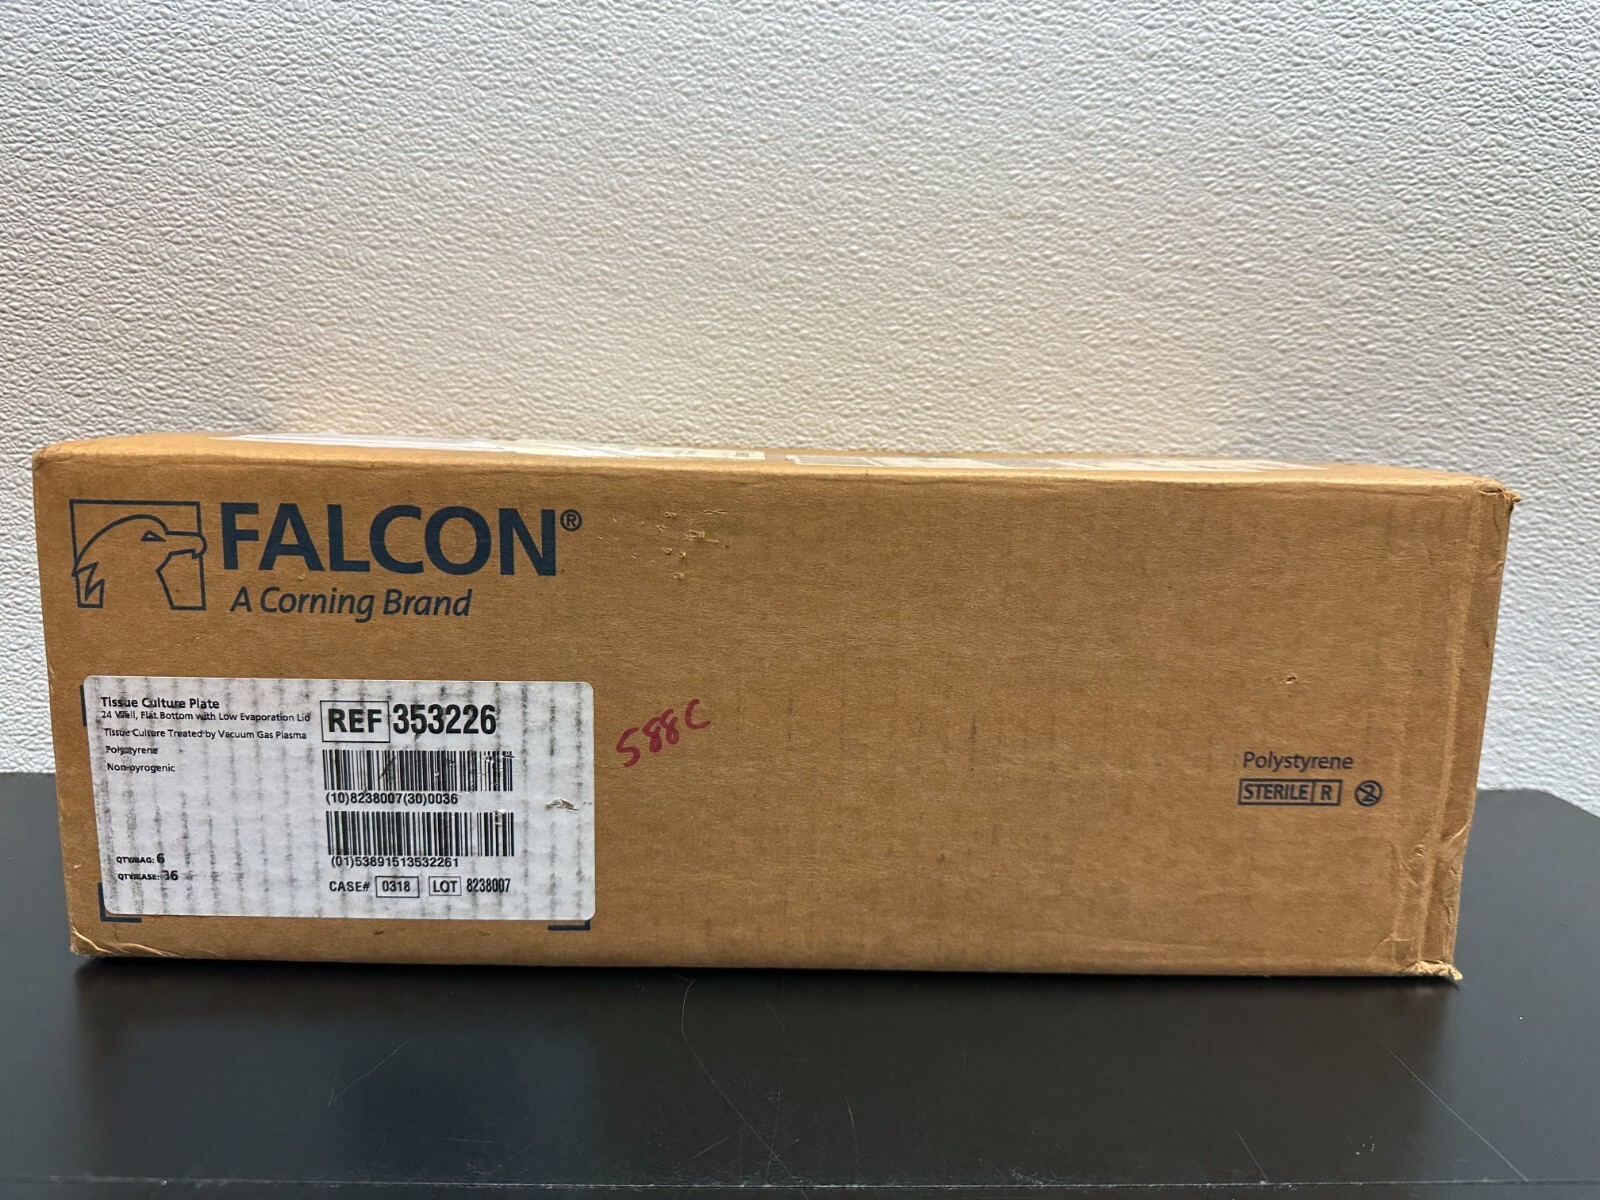 FALCON®
A Corning Brand
Tissue Culture Plate
24 Well, Flat Bottom with Low Evaporation Lid
Tissue Culture Treated by Vacuum Gas Plasma
Polystyrene
Non-pyrogenic
QTY/BAG: 6
QTY/CASE: 36
REF 353226
(10)8238007(30)0036
(01)53891513532261
CASE# 0318 LOT 8238007
588C
Polystyrene
STERILE R 2